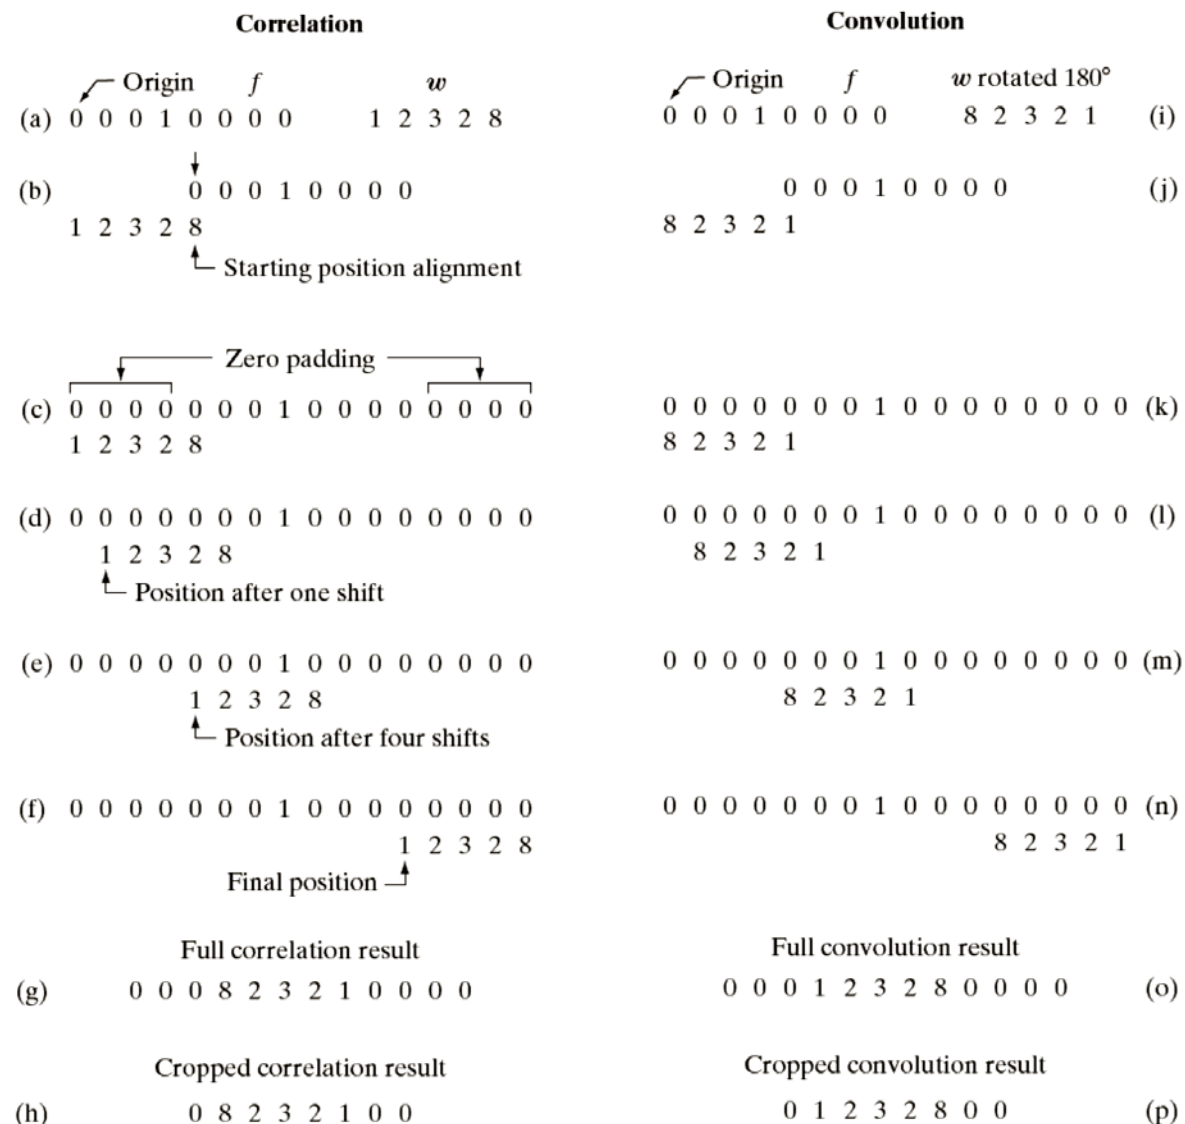 Correlation
Origin f w
(a) 0 0 0 1 0 0 0 0 1 2 3 2 8
(b) 0 0 0 1 0 0 0 0
1 2 3 2 8
Starting position alignment
Zero padding
(c) 0 0 0 0 0 0 0 1 0 0 0 0 0 0 0 0
1 2 3 2 8
(d) 0 0 0 0 0 0 0 1 0 0 0 0 0 0 0 0
1 2 3 2 8
Position after one shift
(e) 0 0 0 0 0 0 0 1 0 0 0 0 0 0 0 0
1 2 3 2 8
Position after four shifts
(f) 0 0 0 0 0 0 0 1 0 0 0 0 0 0 0 0
1 2 3 2 8
Final position
Full correlation result
(g) 0 0 0 8 2 3 2 1 0 0 0 0
Cropped correlation result
(h) 0 8 2 3 2 1 0 0
Convolution
Origin f w rotated 180°
0 0 0 1 0 0 0 0 8 2 3 2 1 (i)
0 0 0 1 0 0 0 0 (j)
8 2 3 2 1
0 0 0 0 0 0 0 1 0 0 0 0 0 0 0 0 (k)
8 2 3 2 1
0 0 0 0 0 0 0 1 0 0 0 0 0 0 0 0 (l)
8 2 3 2 1
0 0 0 0 0 0 0 1 0 0 0 0 0 0 0 0 (m)
8 2 3 2 1
0 0 0 0 0 0 0 1 0 0 0 0 0 0 0 0 (n)
8 2 3 2 1
Full convolution result
0 0 0 1 2 3 2 8 0 0 0 0 (o)
Cropped convolution result
0 1 2 3 2 8 0 0 (p)